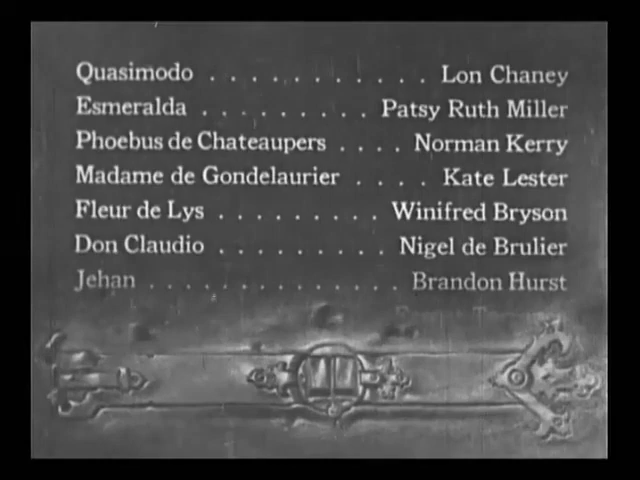 Quasimodo . . . . . . . . . . . Lon Chaney
Esmeralda . . . . . . . . . Patsy Ruth Miller
Phoebus de Chateaupers . . . . Norman Kerry
Madame de Gondelaurier . . . . Kate Lester
Fleur de Lys . . . . . . . . . Winifred Bryson
Don Claudio . . . . . . . . . Nigel de Brulier
Jehan . . . . . . . . . . . . . Brandon Hurst